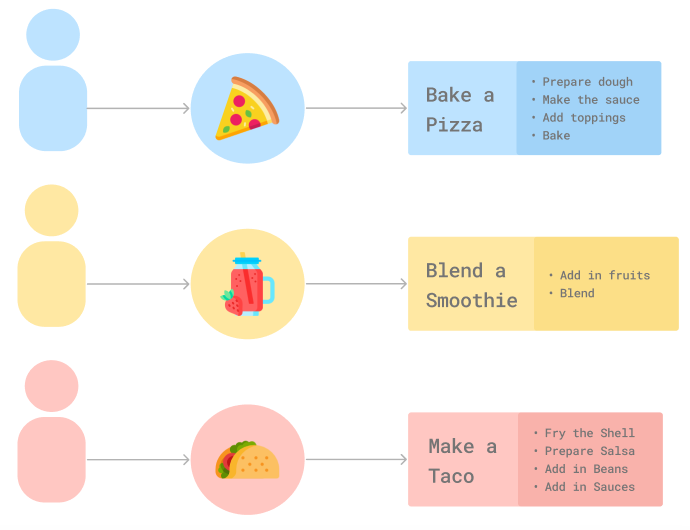 Bake a
Pizza
• Prepare dough
• Make the sauce
• Add toppings
• Bake
Blend a
Smoothie
• Add in fruits
• Blend
Make a
Taco
• Fry the Shell
• Prepare Salsa
• Add in Beans
• Add in Sauces